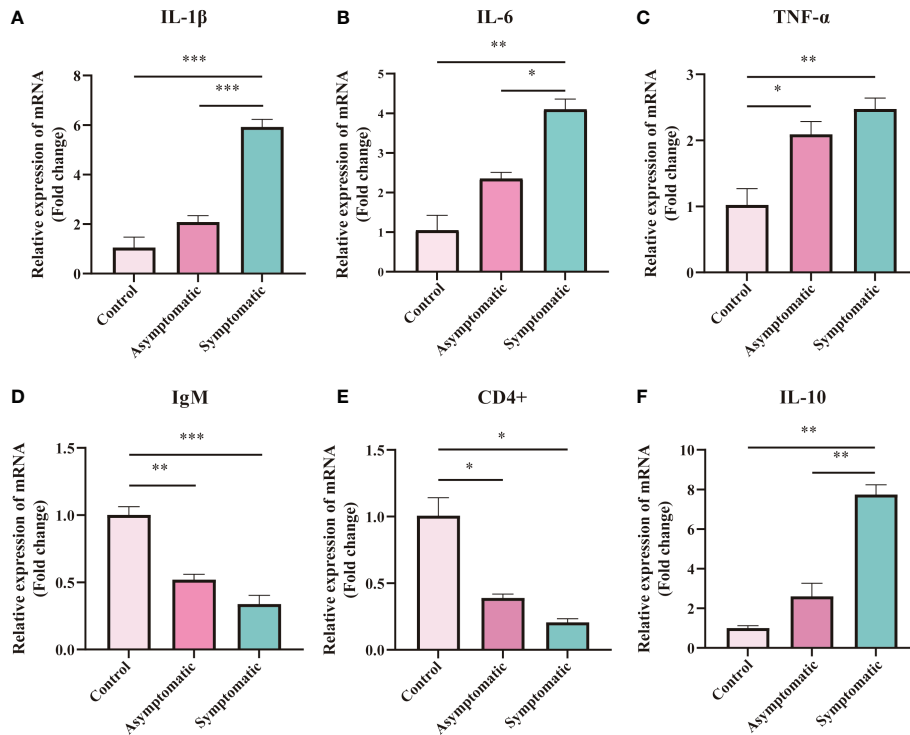 A IL-1β
Relative expression of mRNA
(Fold change)
8
6
4
2
0
***
***
Control
Asymptomatic
Symptomatic
B IL-6
Relative expression of mRNA
(Fold change)
5
4
3
2
1
0
**
*
Control
Asymptomatic
Symptomatic
C TNF-α
Relative expression of mRNA
(Fold change)
3
2
1
0
**
*
Control
Asymptomatic
Symptomatic
D IgM
Relative expression of mRNA
(Fold change)
1.5
1.0
0.5
0.0
***
**
Control
Asymptomatic
Symptomatic
E CD4+
Relative expression of mRNA
(Fold change)
1.5
1.0
0.5
0.0
*
*
Control
Asymptomatic
Symptomatic
F IL-10
Relative expression of mRNA
(Fold change)
10
8
6
4
2
0
**
**
Control
Asymptomatic
Symptomatic